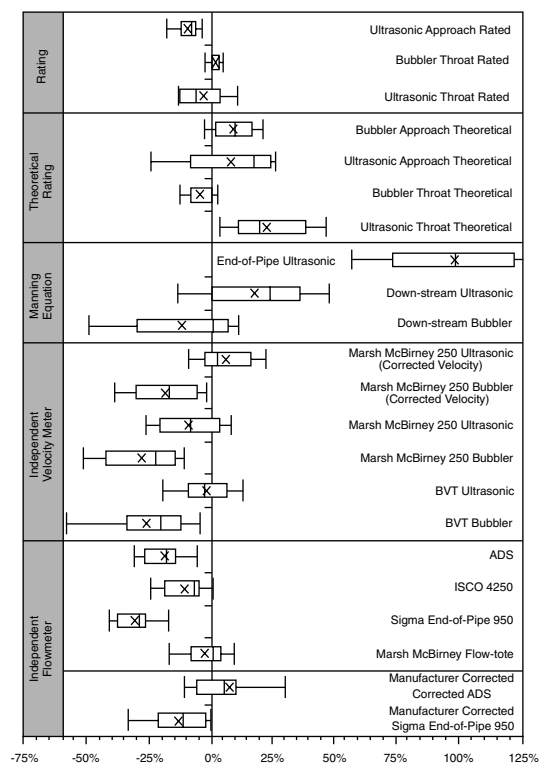 Rating
Ultrasonic Approach Rated
Bubbler Throat Rated
Ultrasonic Throat Rated
Theoretical
Rating
Bubbler Approach Theoretical
Ultrasonic Approach Theoretical
Bubbler Throat Theoretical
Ultrasonic Throat Theoretical
Manning
Equation
End-of-Pipe Ultrasonic
Down-stream Ultrasonic
Down-stream Bubbler
Independent
Velocity Meter
Marsh McBirney 250 Ultrasonic
(Corrected Velocity)
Marsh McBirney 250 Bubbler
(Corrected Velocity)
Marsh McBirney 250 Ultrasonic
Marsh McBirney 250 Bubbler
BVT Ultrasonic
BVT Bubbler
Independent
Flowmeter
ADS
ISCO 4250
Sigma End-of-Pipe 950
Marsh McBirney Flow-tote
Manufacturer Corrected
Corrected ADS
Manufacturer Corrected
Sigma End-of-Pipe 950
-75% -50% -25% 0% 25% 50% 75% 100% 125%